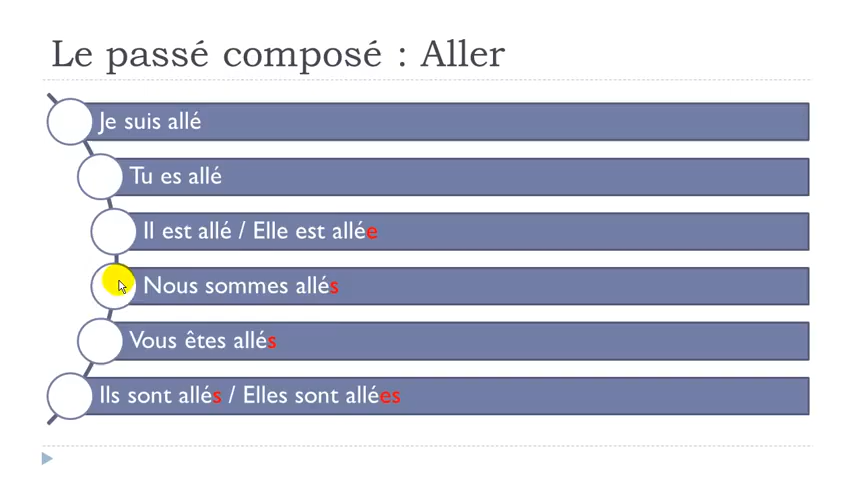 Le passé composé : Aller
Je suis allé
Tu es allé
Il est allé / Elle est allée
Nous sommes allés
Vous êtes allés
Ils sont allés / Elles sont allées